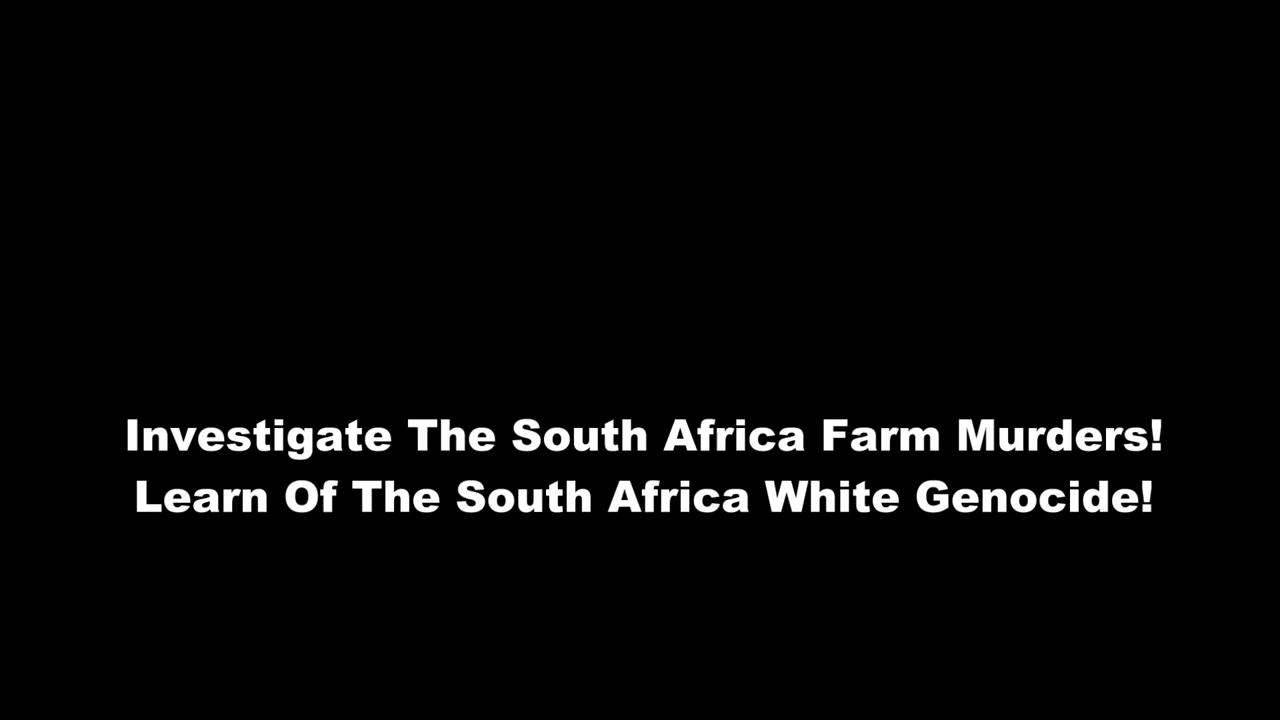 Investigate The South Africa Farm Murders!
Learn Of The South Africa White Genocide!